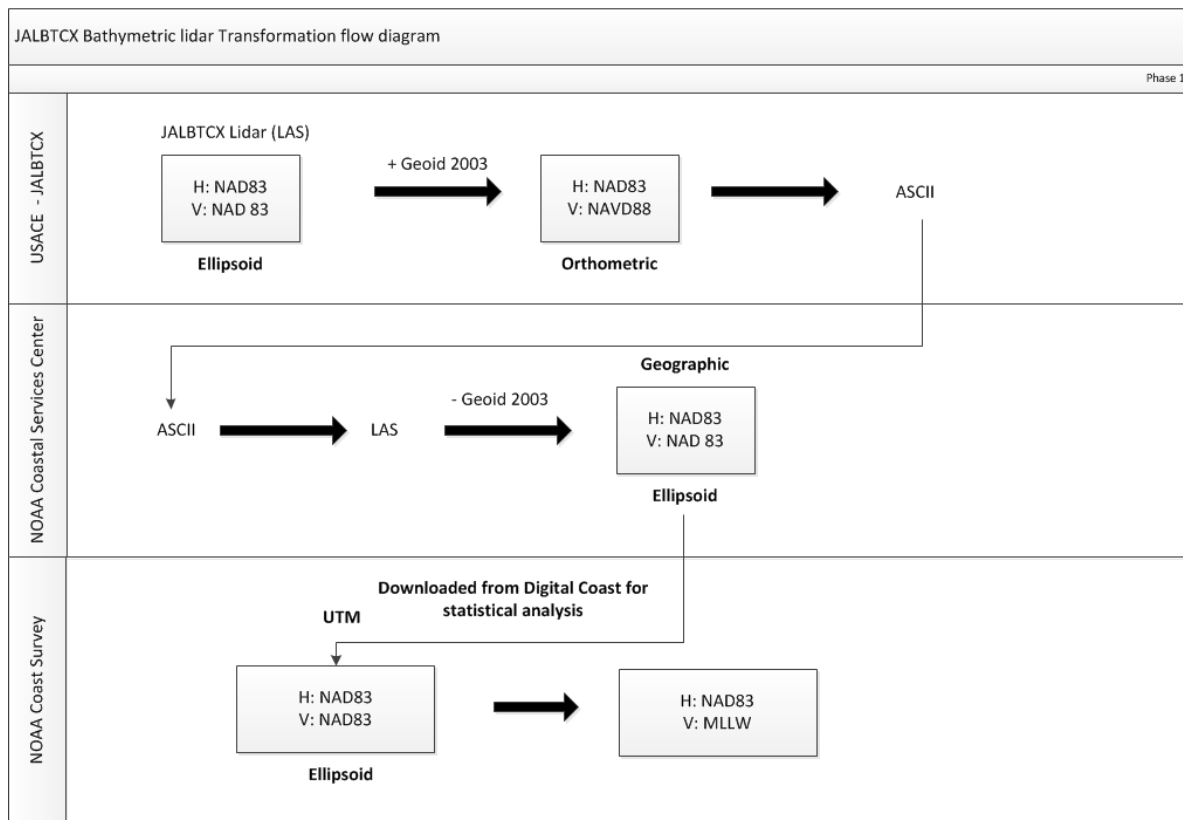 JALBTCX Bathymetric lidar Transformation flow diagram
Phase 1
USACE - JALBTCX
JALBTCX Lidar (LAS)
H: NAD83
V: NAD 83
Ellipsoid
+ Geoid 2003
H: NAD83
V: NAVD88
Orthometric
ASCII
NOAA Coastal Services Center
ASCII
LAS
- Geoid 2003
Geographic
H: NAD83
V: NAD 83
Ellipsoid
NOAA Coast Survey
Downloaded from Digital Coast for
statistical analysis
UTM
H: NAD83
V: NAD83
Ellipsoid
H: NAD83
V: MLLW